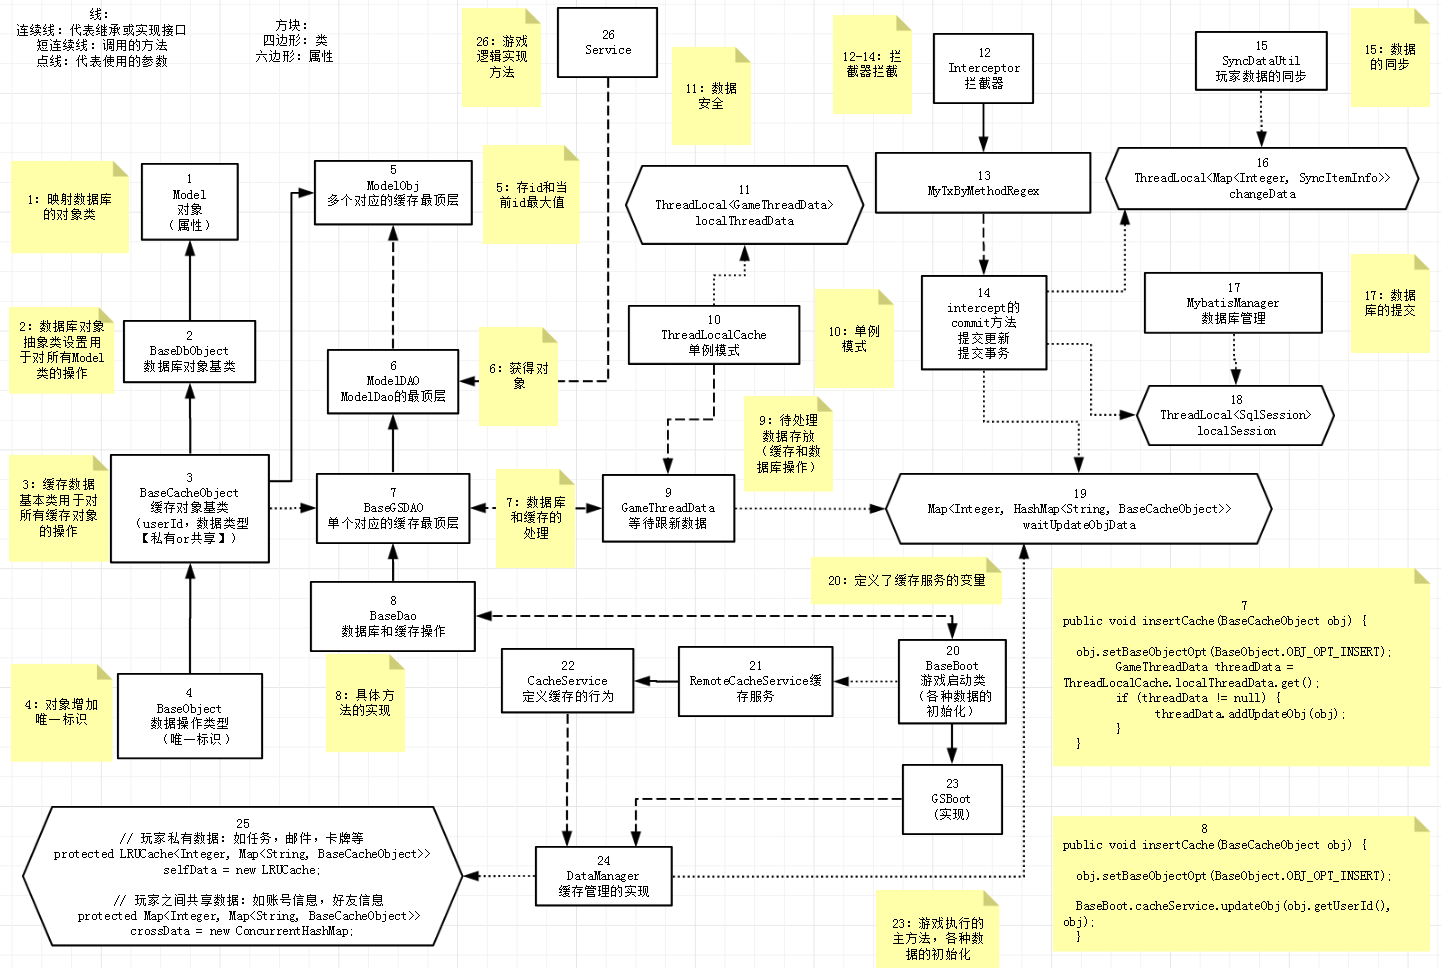 线：
连续线：代表继承或实现接口
短连续线：调用的方法
点线：代表使用的参数
方块：
四边形：类
六边形：属性
26：游戏
逻辑实现
方法
26
Service
11：数据
安全
12-14：拦
截器拦截
12
Interceptor
拦截器
15
SyncDataUtil
玩家数据的同步
15：数据
的同步
1：映射数据库
的对象类
1
Model
对象
（属性）
5
ModelObj
多个对应的缓存最顶层
5：存id和当
前id最大值
11
ThreadLocal<GameThreadData>
localThreadData
13
MyTxByMethodRegex
16
ThreadLocal<Map<Integer, SyncItemInfo>>
changeData
2：数据库对象
抽象类设置用
于对所有Model
类的操作
2
BaseDbObject
数据库对象基类
6
ModelDAO
ModelDao的最顶层
6：获得对
象
10
ThreadLocalCache
单例模式
10：单例
模式
14
intercept的
commit方法
提交更新
提交事务
17
MybatisManager
数据库管理
17：数据
库的提交
18
ThreadLocal<SqlSession>
localSession
9：待处理
数据存放
（缓存和数
据库操作）
3：缓存数据
基本类用于对
所有缓存对象
的操作
3
BaseCacheObject
缓存对象基类
（userId，数据类型
【私有or共享】）
7
BaseGSDAO
单个对应的缓存最顶层
7：数据库
和缓存的
处理
9
GameThreadData
等待跟新数据
19
Map<Integer, HashMap<String, BaseCacheObject>>
waitUpdateObjData
20：定义了缓存服务的变量
8
BaseDao
数据库和缓存操作
7
public void insertCache(BaseCacheObject obj) {
obj.setBaseObjectOpt(BaseObject.OBJ_OPT_INSERT);
GameThreadData threadData =
ThreadLocalCache.localThreadData.get();
if (threadData != null) {
threadData.addUpdateObj(obj);
}
}
4：对象增加
唯一标识
4
BaseObject
数据操作类型
（唯一标识）
8：具体方
法的实现
22
CacheService
定义缓存的行为
21
RemoteCacheService缓
存服务
20
BaseBoot
游戏启动类
（各种数据的
初始化）
23
GSBoot
(实现)
25
// 玩家私有数据：如任务，邮件，卡牌等
protected LRUCache<Integer, Map<String, BaseCacheObject>>
selfData = new LRUCache;
// 玩家之间共享数据：如账号信息，好友信息
protected Map<Integer, Map<String, BaseCacheObject>>
crossData = new ConcurrentHashMap;
24
DataManager
缓存管理的实现
23：游戏执行的
主方法，各种数
据的初始化
8
public void insertCache(BaseCacheObject obj) {
obj.setBaseObjectOpt(BaseObject.OBJ_OPT_INSERT);
BaseBoot.cacheService.updateObj(obj.getUserId(),
obj);
}